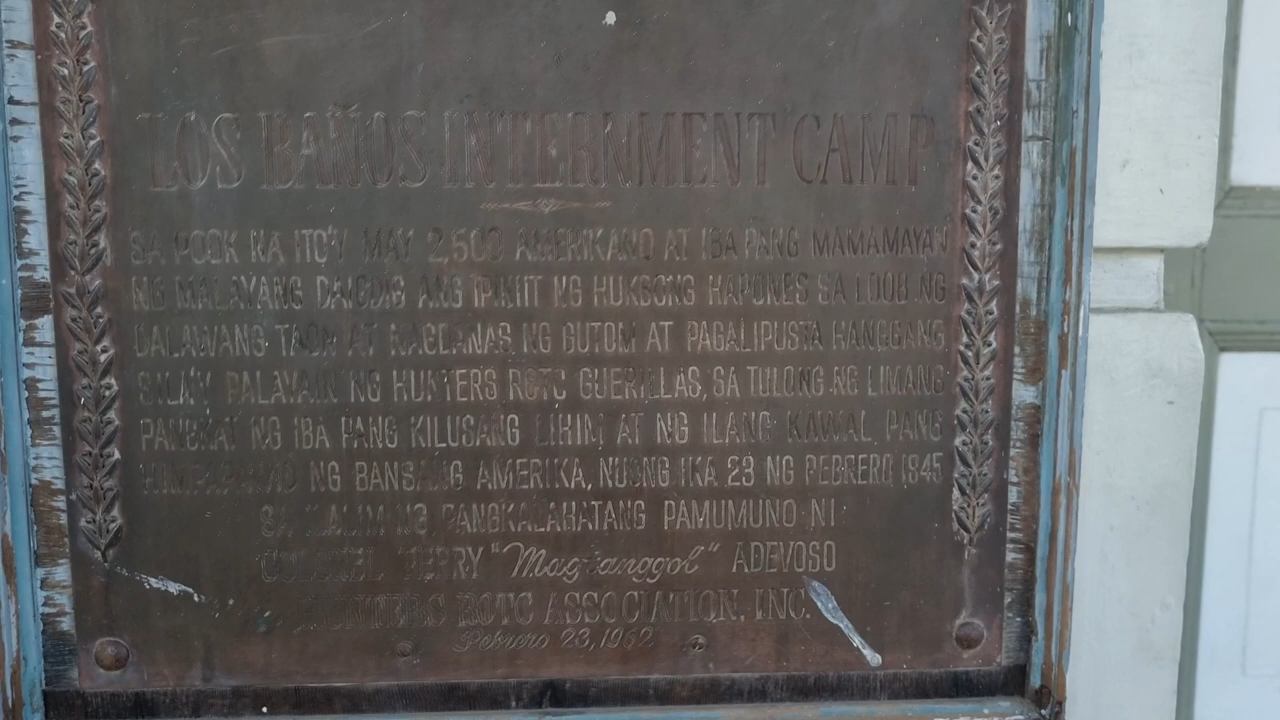 LOS BAÑOS INTERNMENT CAMP
SA POOK NA ITO'Y MAY 2,500 AMERIKANO AT IBA PANG MAMAMAYAN
NG MALAYANG DAIGDIG ANG IPINIIT NG HUKBONG HAPONES SA LOOB NG
DALAWANG TAON AT NAGDANAS NG GUTOM AT PAGALIPUSTA HANGGANG
SILA'Y PALAYAIN NG HUNTERS ROTC GUERILLAS, SA TULONG NG LIMANG
PANGKAT NG IBA PANG KILUSANG LIHIM AT NG ILANG KAWAL PANG
HIMPAPAWID NG BANSANG AMERIKA, NUONG IKA 23 NG PEBRERO 1945
SA ILALIM NG PANGKALAHATANG PAMUMUNO NI
COLONEL TERRY "Magtanggol" ADEVOSO
HUNTERS ROTC ASSOCIATION, INC.
Pebrero 23, 1962